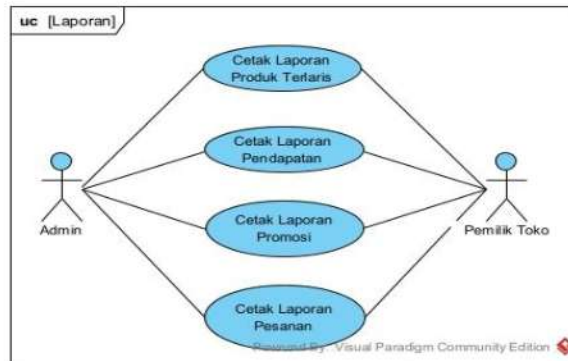 uc [Laporan]
Cetak Laporan
Produk Terlaris
Cetak Laporan
Pendapatan
Admin
Pemilik Toko
Cetak Laporan
Promosi
Cetak Laporan
Pesanan
Powered By Visual Paradigm Community Edition